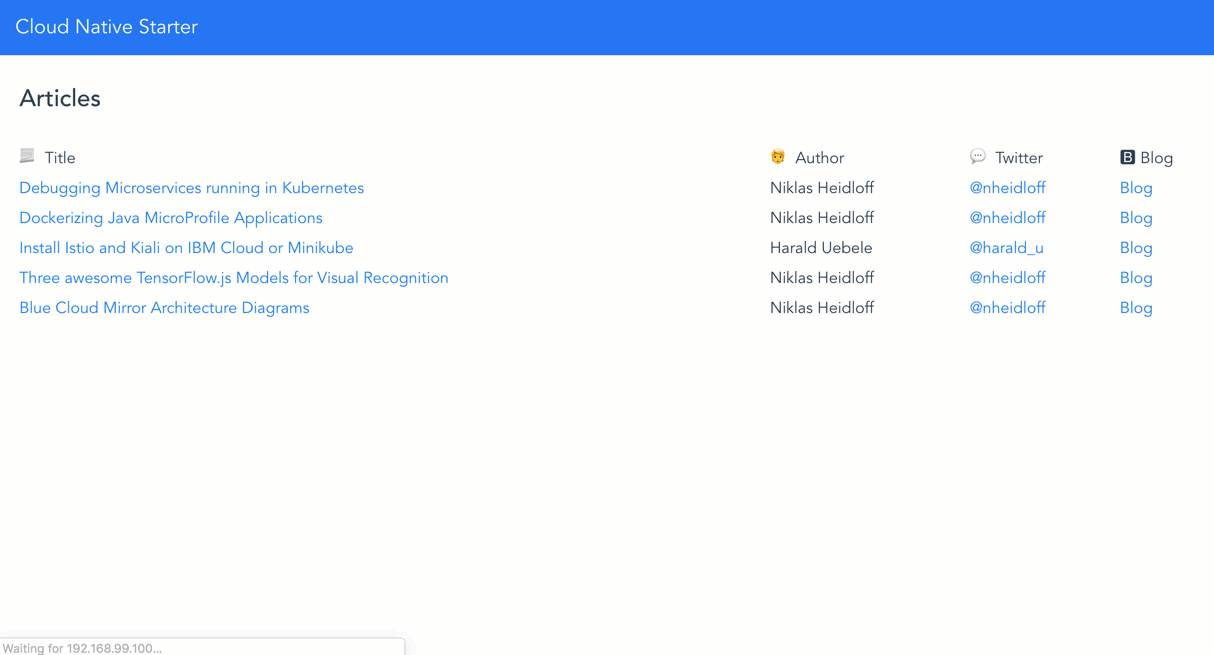 Cloud Native Starter
Articles
Title Author Twitter Blog
Debugging Microservices running in Kubernetes Niklas Heidloff @nheidloff Blog
Dockerizing Java MicroProfile Applications Niklas Heidloff @nheidloff Blog
Install Istio and Kiali on IBM Cloud or Minikube Harald Uebele @harald_u Blog
Three awesome TensorFlow.js Models for Visual Recognition Niklas Heidloff @nheidloff Blog
Blue Cloud Mirror Architecture Diagrams Niklas Heidloff @nheidloff Blog
Waiting for 192.168.99.100...